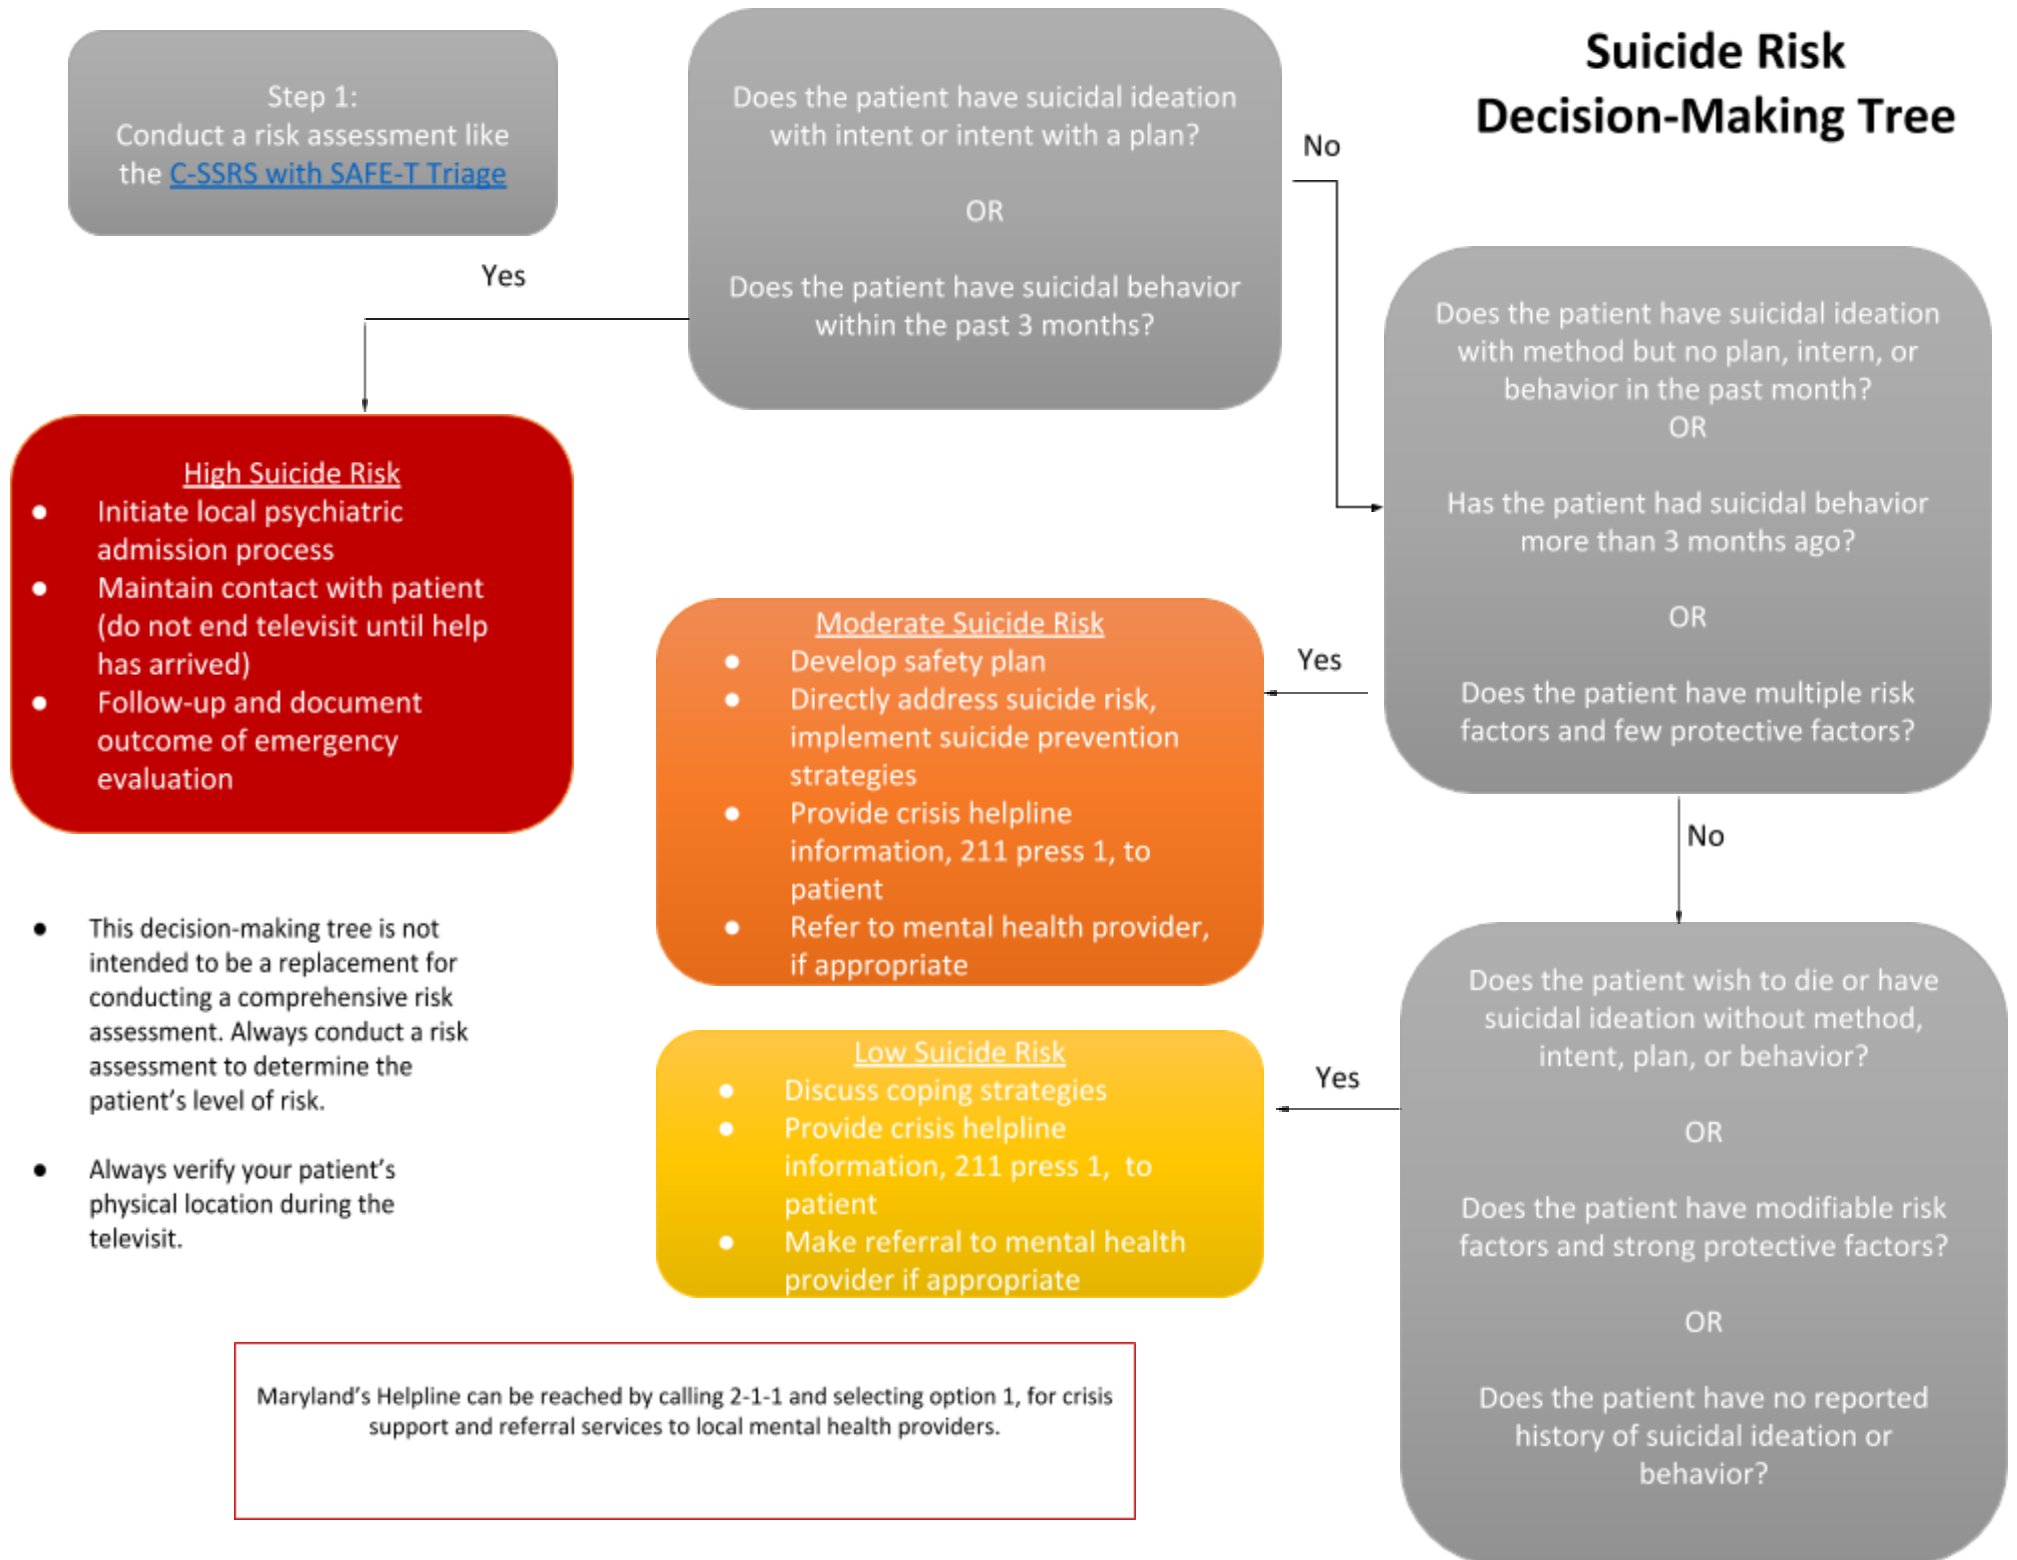 Suicide Risk
Decision-Making Tree
Step 1:
Conduct a risk assessment like
the C-SSRS with SAFE-T Triage
Does the patient have suicidal ideation
with intent or intent with a plan?
OR
Does the patient have suicidal behavior
within the past 3 months?
No
Yes
High Suicide Risk
● Initiate local psychiatric
admission process
● Maintain contact with patient
(do not end televisit until help
has arrived)
● Follow-up and document
outcome of emergency
evaluation
Does the patient have suicidal ideation
with method but no plan, intern, or
behavior in the past month?
OR
Has the patient had suicidal behavior
more than 3 months ago?
OR
Does the patient have multiple risk
factors and few protective factors?
Yes
Moderate Suicide Risk
● Develop safety plan
● Directly address suicide risk,
implement suicide prevention
strategies
● Provide crisis helpline
information, 211 press 1, to
patient
● Refer to mental health provider,
if appropriate
No
Does the patient wish to die or have
suicidal ideation without method,
intent, plan, or behavior?
OR
Does the patient have modifiable risk
factors and strong protective factors?
OR
Does the patient have no reported
history of suicidal ideation or
behavior?
Yes
Low Suicide Risk
● Discuss coping strategies
● Provide crisis helpline
information, 211 press 1, to
patient
● Make referral to mental health
provider if appropriate
● This decision-making tree is not
intended to be a replacement for
conducting a comprehensive risk
assessment. Always conduct a risk
assessment to determine the
patient's level of risk.
● Always verify your patient's
physical location during the
televisit.
Maryland's Helpline can be reached by calling 2-1-1 and selecting option 1, for crisis
support and referral services to local mental health providers.